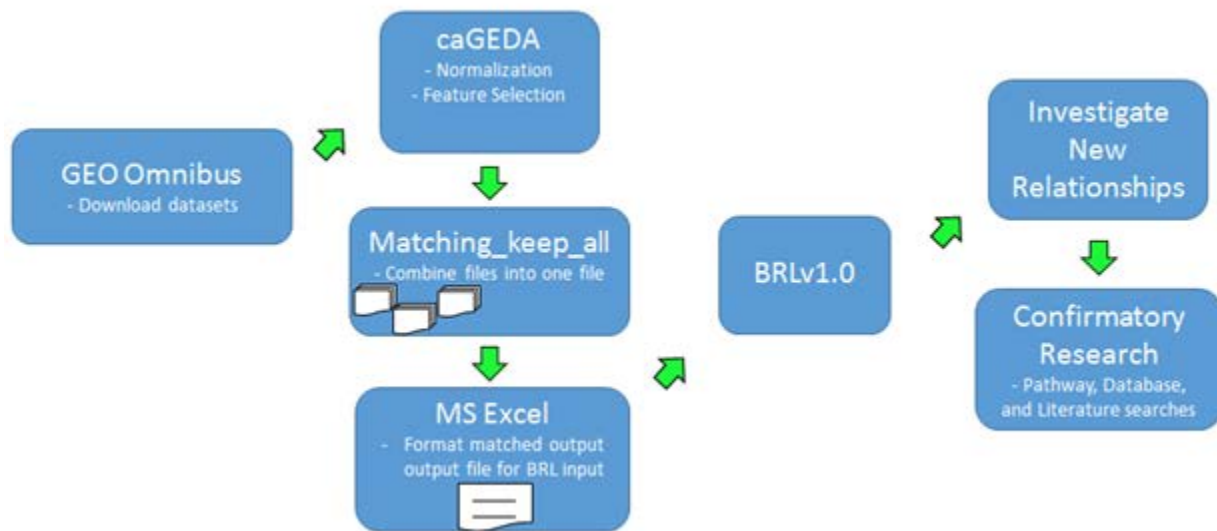 GEO Omnibus
- Download datasets
caGEDA
- Normalization
- Feature Selection
Matching_keep_all
- Combine files into one file
MS Excel
- Format matched output
output file for BRL input
BRLv1.0
Investigate
New
Relationships
Confirmatory
Research
- Pathway, Database,
and Literature searches